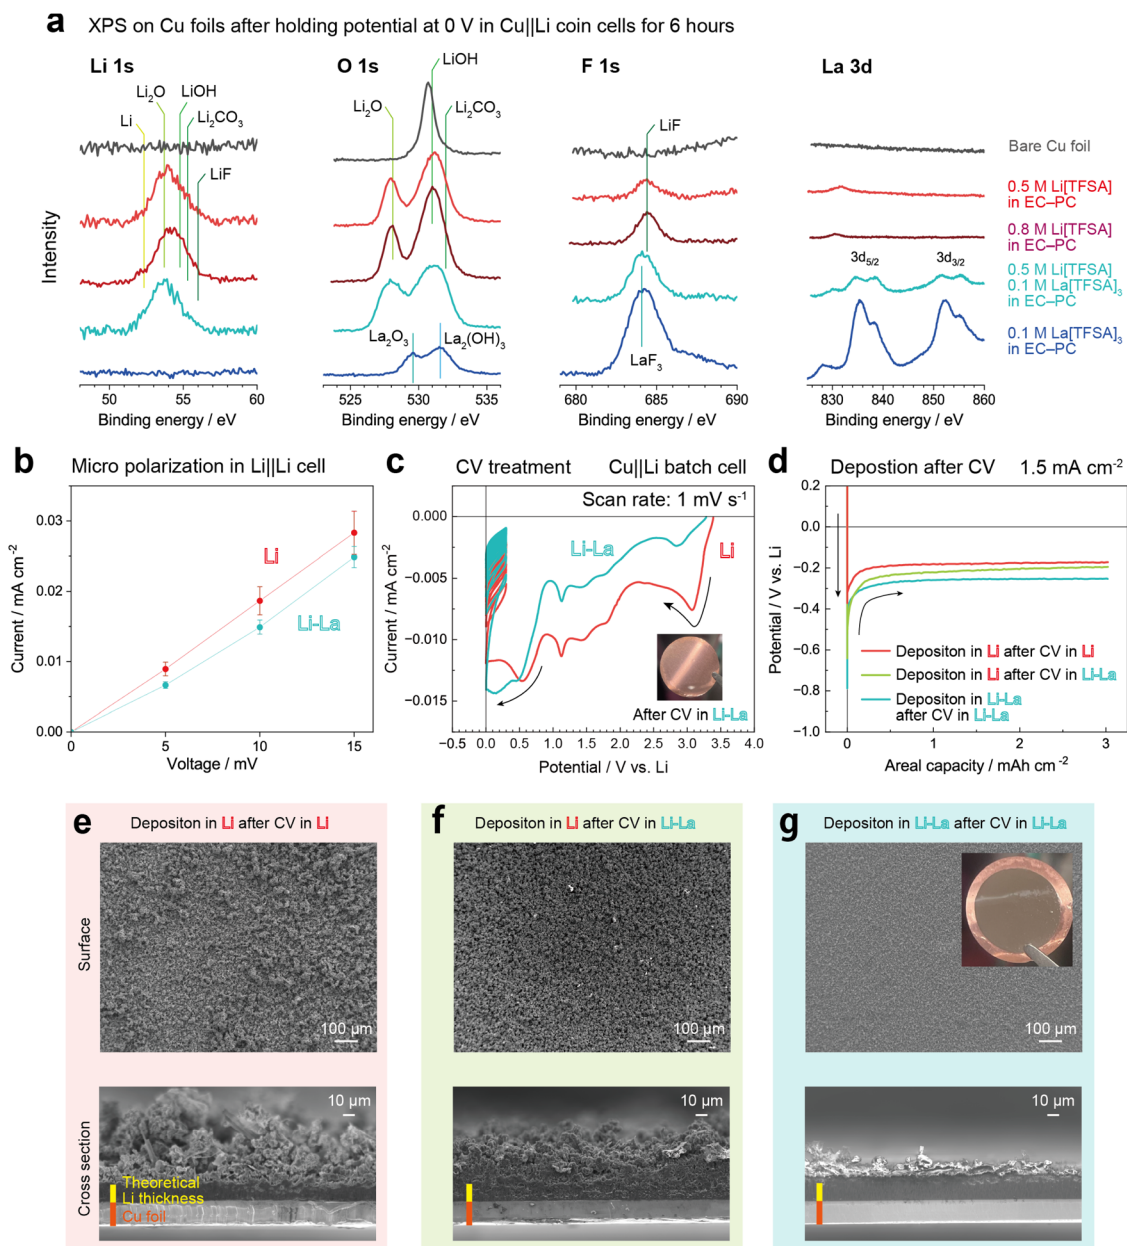 a XPS on Cu foils after holding potential at 0 V in Cu||Li coin cells for 6 hours
Li 1s
O 1s
F 1s
La 3d
Li
Li2O
LiOH
Li2CO3
LiF
Li2O
LiOH
Li2CO3
La2O3
La2(OH)3
LiF
LaF3
3d5/2
3d3/2
Bare Cu foil
0.5 M Li[TFSA]
in EC–PC
0.8 M Li[TFSA]
in EC–PC
0.5 M Li[TFSA]
0.1 M La[TFSA]3
in EC–PC
0.1 M La[TFSA]3
in EC–PC
Intensity
50 55 60
525 530 535
680 685 690
830 840 850 860
Binding energy / eV
Binding energy / eV
Binding energy / eV
Binding energy / eV
b Micro polarization in Li||Li cell
Current / mA cm−2
0.03
0.02
0.01
0.00
Li
Li-La
0 5 10 15
Voltage / mV
c CV treatment Cu||Li batch cell
Scan rate: 1 mV s-1
Current / mA cm−2
0.000
−0.005
−0.010
−0.015
Li-La
Li
After CV in Li-La
−0.5 0.0 0.5 1.0 1.5 2.0 2.5 3.0 3.5 4.0
Potential / V vs. Li
d Depostion after CV 1.5 mA cm−2
Potential / V vs. Li
0.2
0.0
−0.2
−0.4
−0.6
−0.8
−1.0
Depositon in Li after CV in Li
Depositon in Li after CV in Li-La
Depositon in Li-La
after CV in Li-La
0 1 2 3
Areal capacity / mAh cm−2
e Depositon in Li after CV in Li
f Depositon in Li after CV in Li-La
g Depositon in Li-La after CV in Li-La
Surface
100 µm
100 µm
100 µm
Cross section
10 µm
10 µm
10 µm
Theoretical
Li thickness
Cu foil